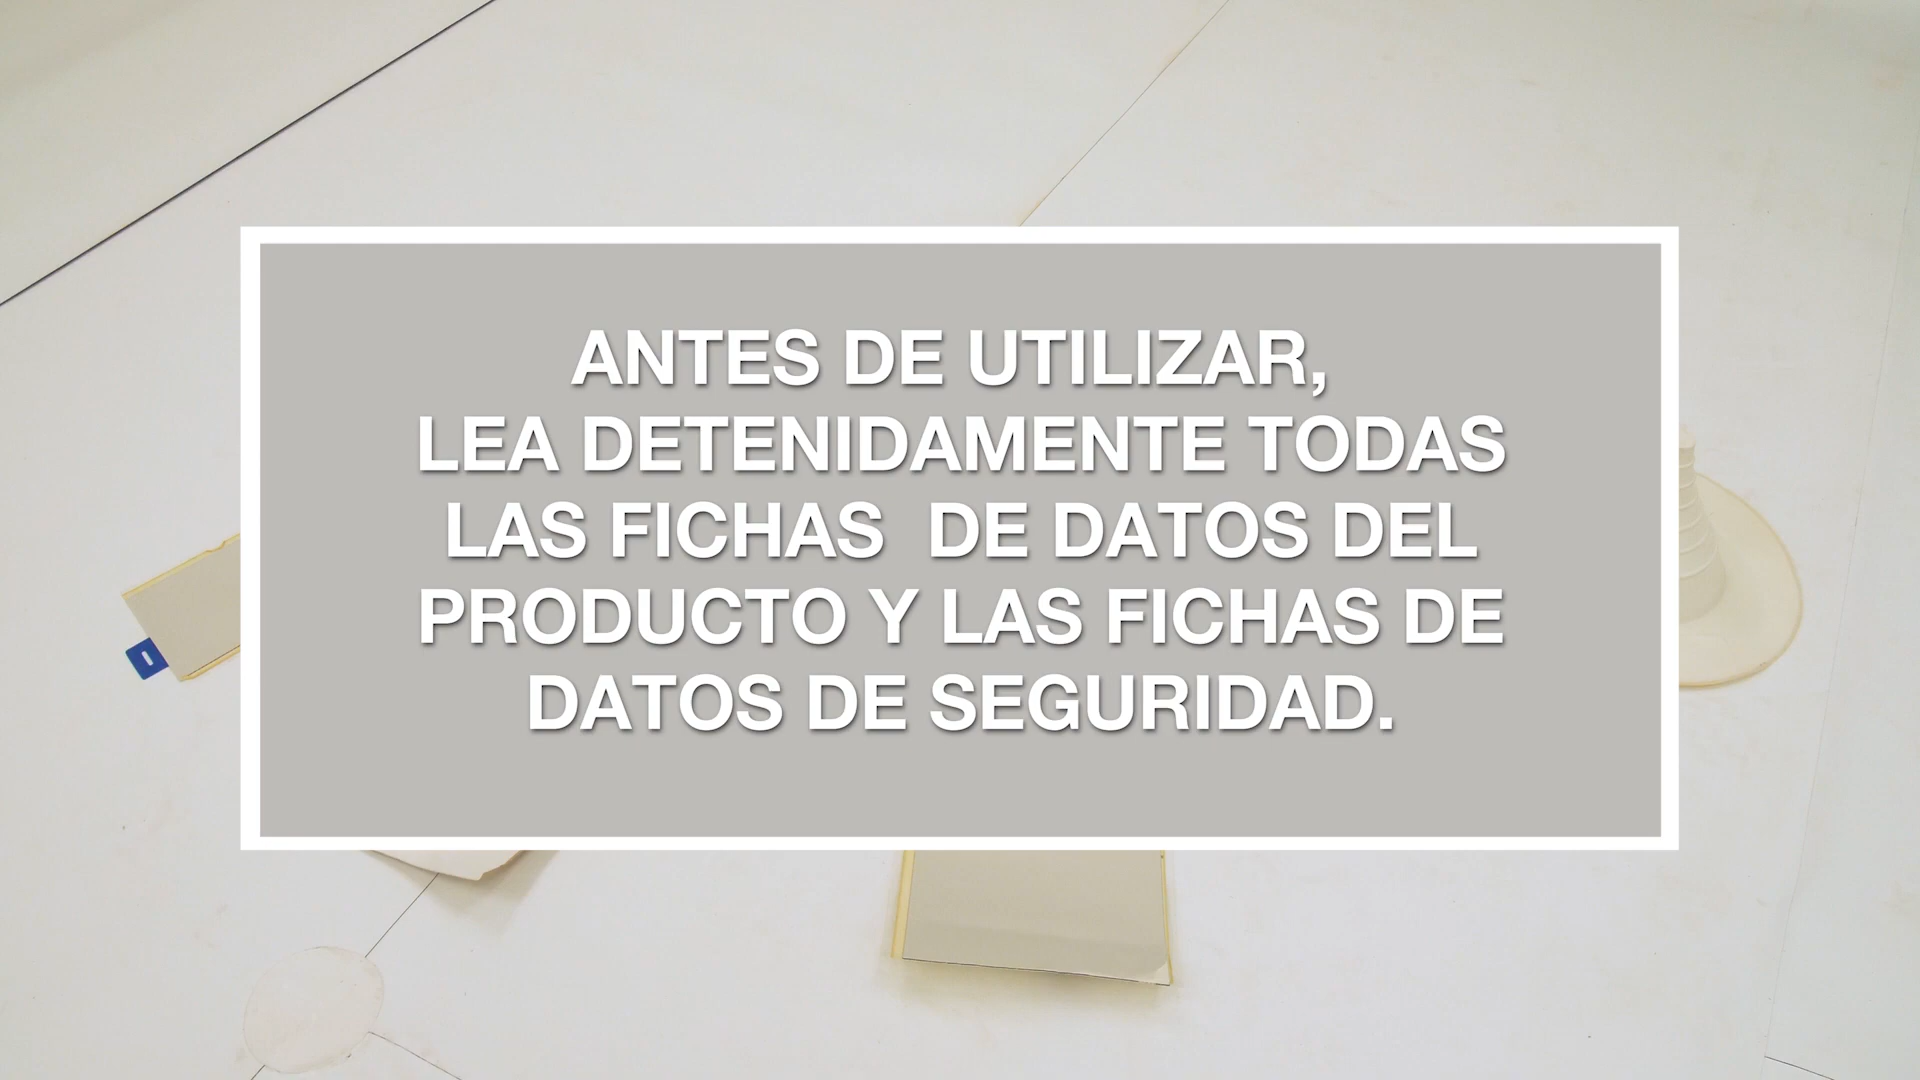 ANTES DE UTILIZAR,
LEA DETENIDAMENTE TODAS
LAS FICHAS  DE DATOS DEL
PRODUCTO Y LAS FICHAS DE
DATOS DE SEGURIDAD.